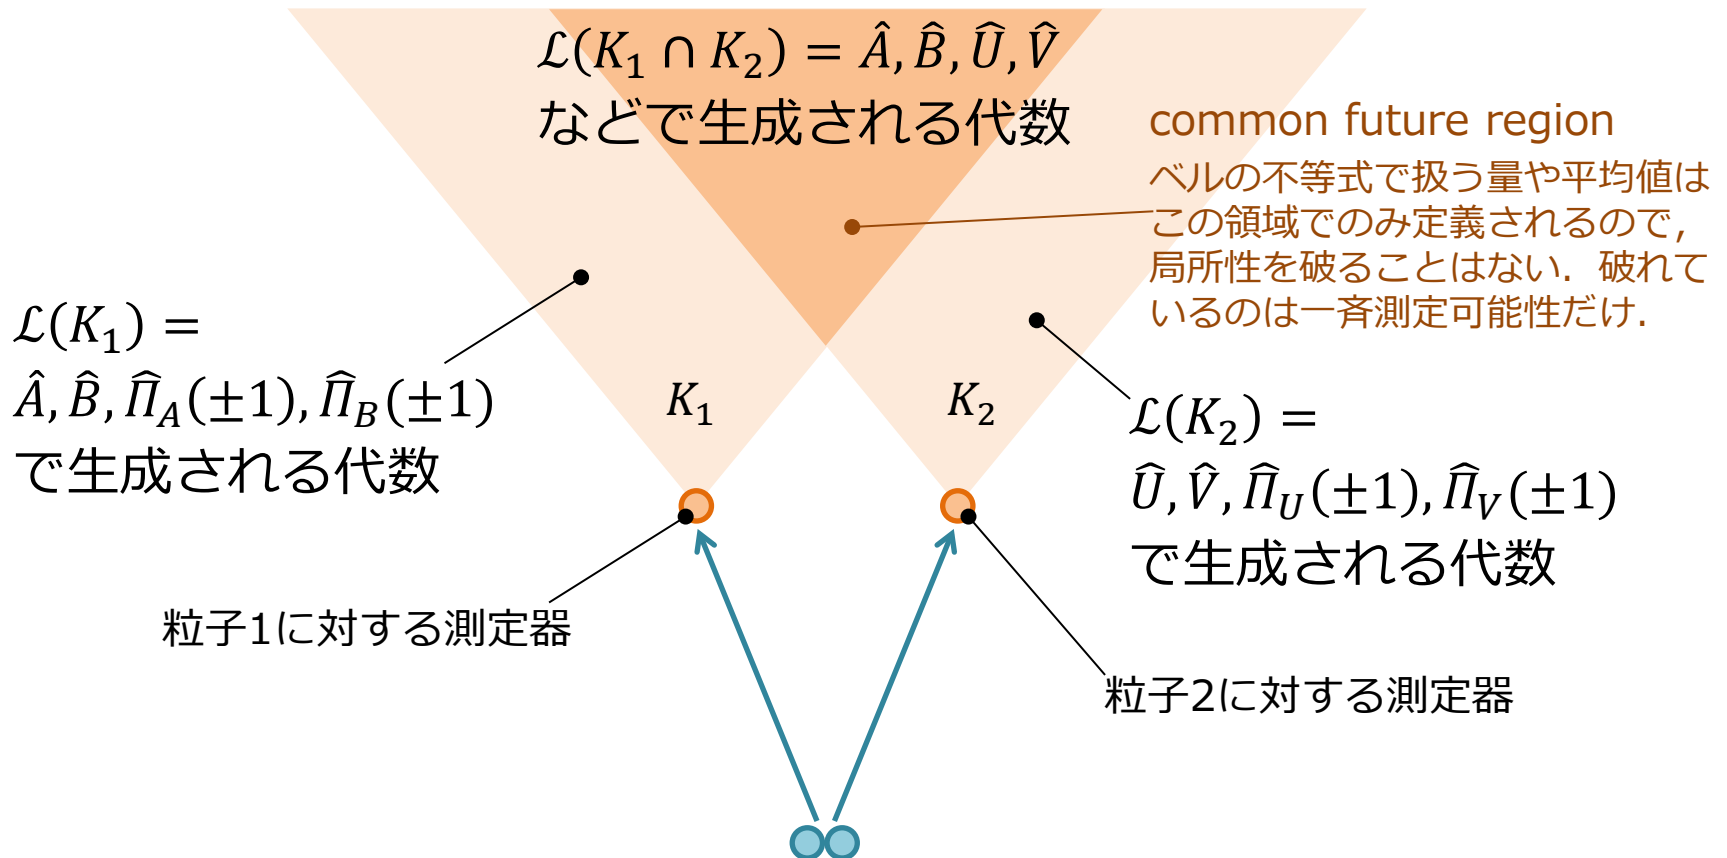 ℒ(K₁ ∩ K₂) = Â, B̂, Û, V̂
などで生成される代数
common future region
ベルの不等式で扱う量や平均値は
この領域でのみ定義されるので,
局所性を破ることはない. 破れて
いるのは一斉測定可能性だけ.
ℒ(K₁) =
Â, B̂, Π̂_A(±1), Π̂_B(±1)
で生成される代数
K₁
K₂
ℒ(K₂) =
Û, V̂, Π̂_U(±1), Π̂_V(±1)
で生成される代数
粒子1に対する測定器
粒子2に対する測定器